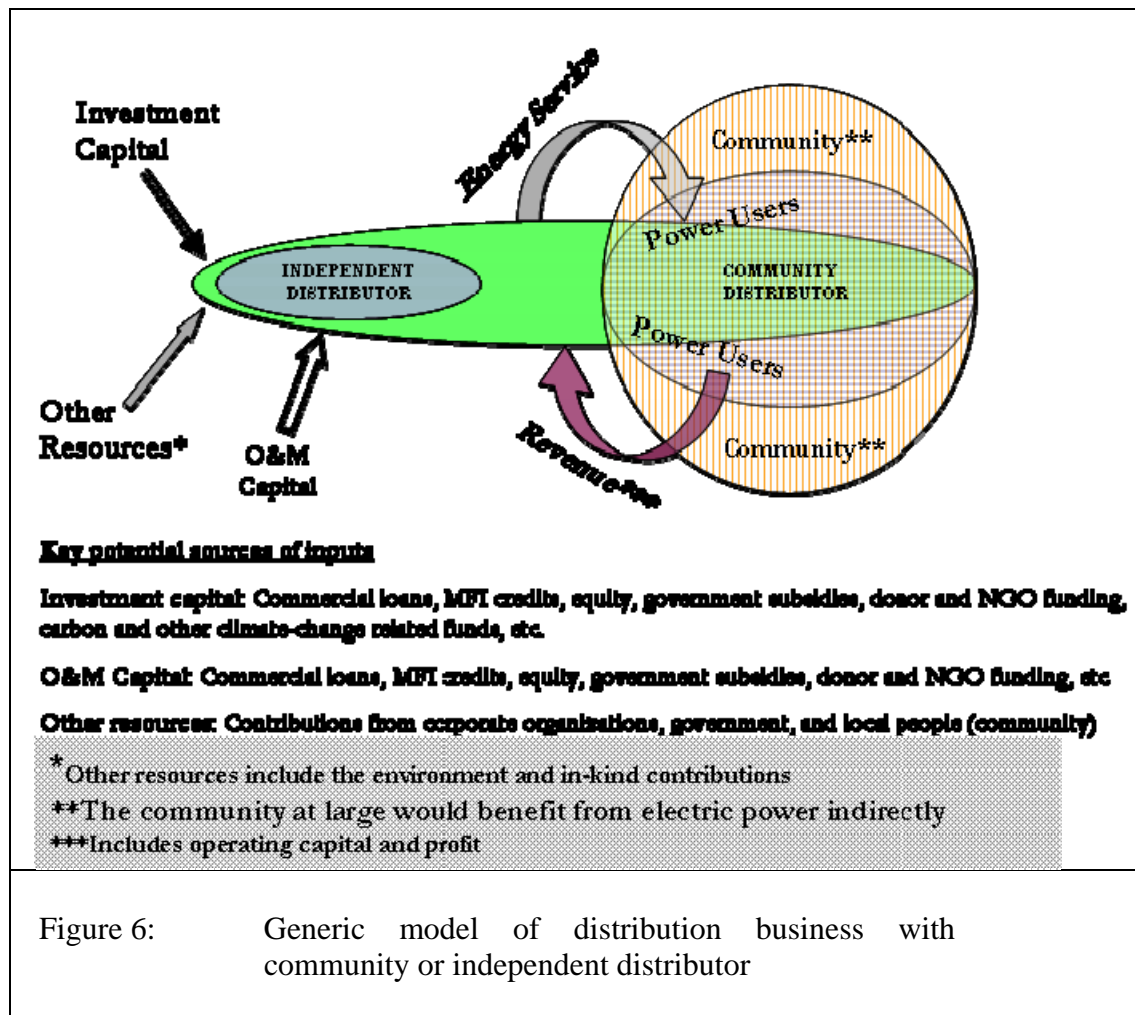 Investment
Capital
Energy Service
Community**
Power Users
INDEPENDENT
DISTRIBUTOR
COMMUNITY
DISTRIBUTOR
Power Users
Other
Resources*
O&M
Capital
Revenue***
Community**
Key potential sources of inputs
Investment capital: Commercial loans, MFI credits, equity, government subsidies, donor and NGO funding,
carbon and other climate-change related funds, etc.
O&M Capital: Commercial loans, MFI credits, equity, government subsidies, donor and NGO funding, etc
Other resources: Contributions from corporate organizations, government, and local people (community)
*Other resources include the environment and in-kind contributions
**The community at large would benefit from electric power indirectly
***Includes operating capital and profit
Figure 6: Generic model of distribution business with
community or independent distributor